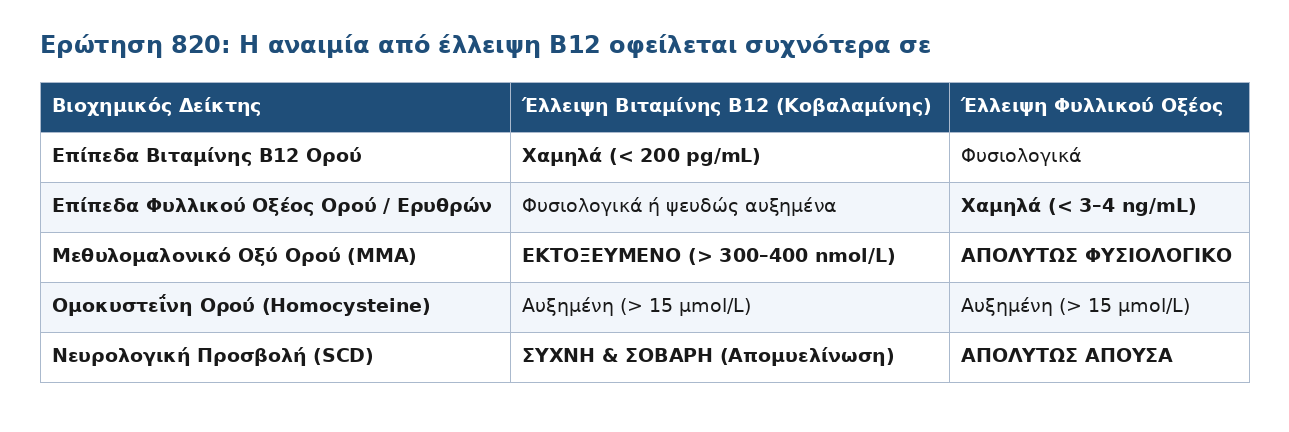 Ερώτηση 820: Η αναιμία από έλλειψη Β12 οφείλεται συχνότερα σε
Βιοχημικός Δείκτης Έλλειψη Βιταμίνης Β12 (Κοβαλαμίνης) Έλλειψη Φυλλικού Οξέος
Επίπεδα Βιταμίνης Β12 Ορού Χαμηλά (< 200 pg/mL) Φυσιολογικά
Επίπεδα Φυλλικού Οξέος Ορού / Ερυθρών Φυσιολογικά ή ψευδώς αυξημένα Χαμηλά (< 3–4 ng/mL)
Μεθυλομαλονικό Οξύ Ορού (MMA) ΕΚΤΟΞΕΥΜΕΝΟ (> 300–400 nmol/L) ΑΠΟΛΥΤΩΣ ΦΥΣΙΟΛΟΓΙΚΟ
Ομοκυστεΐνη Ορού (Homocysteine) Αυξημένη (> 15 μmol/L) Αυξημένη (> 15 μmol/L)
Νευρολογική Προσβολή (SCD) ΣΥΧΝΗ & ΣΟΒΑΡΗ (Απομυελίνωση) ΑΠΟΛΥΤΩΣ ΑΠΟΥΣΑ